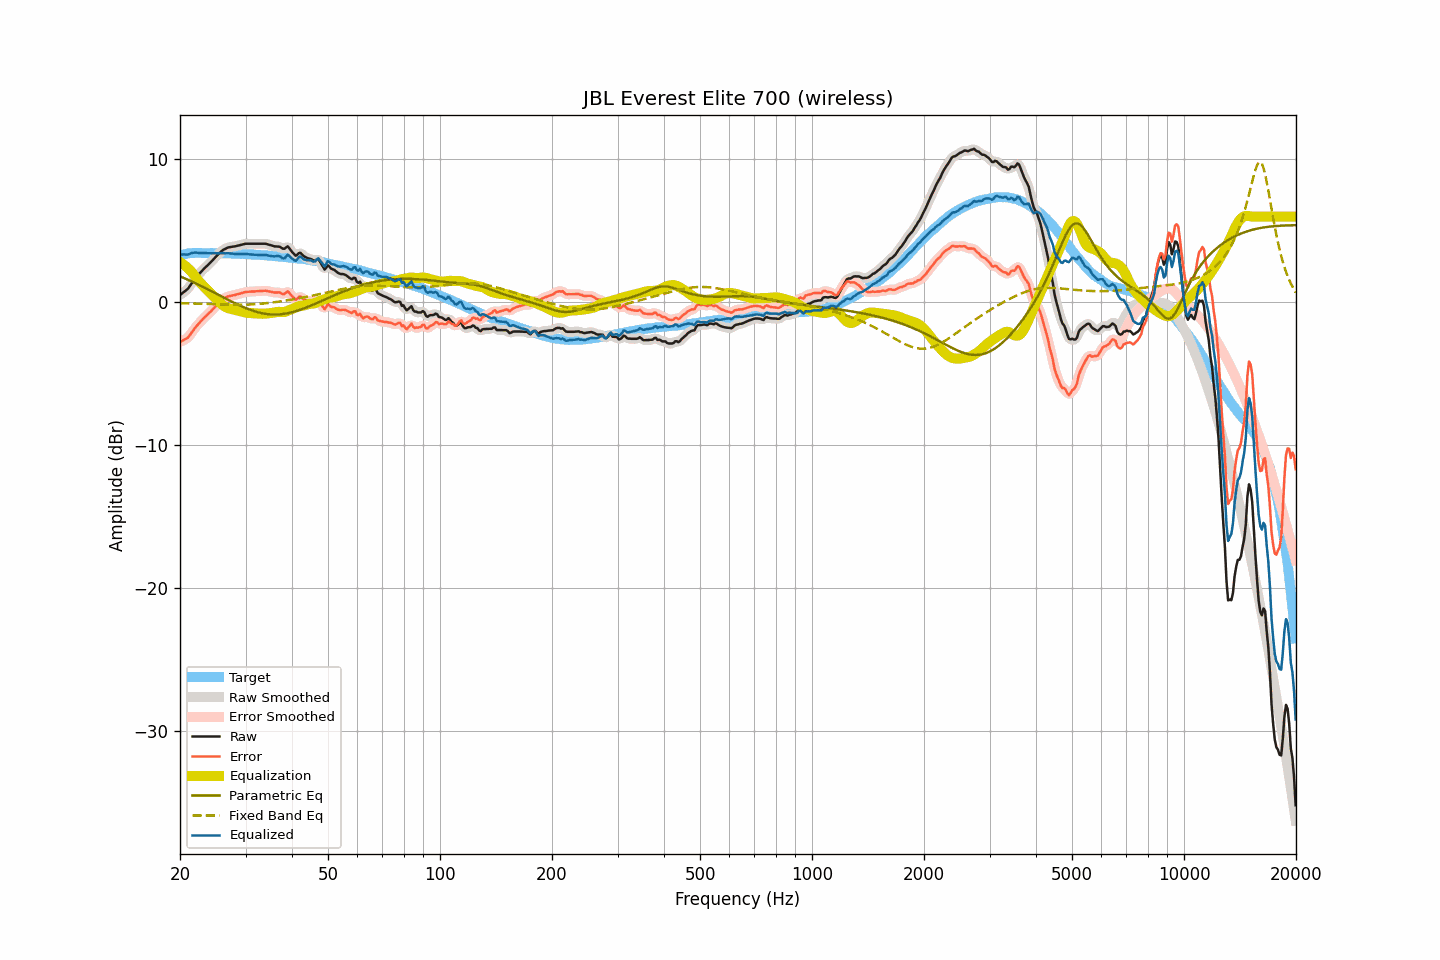 JBL Everest Elite 700 (wireless)
10
0
−10
−20
−30
Amplitude (dBr)
Target
Raw Smoothed
Error Smoothed
Raw
Error
Equalization
Parametric Eq
Fixed Band Eq
Equalized
20 50 100 200 500 1000 2000 5000 10000 20000
Frequency (Hz)